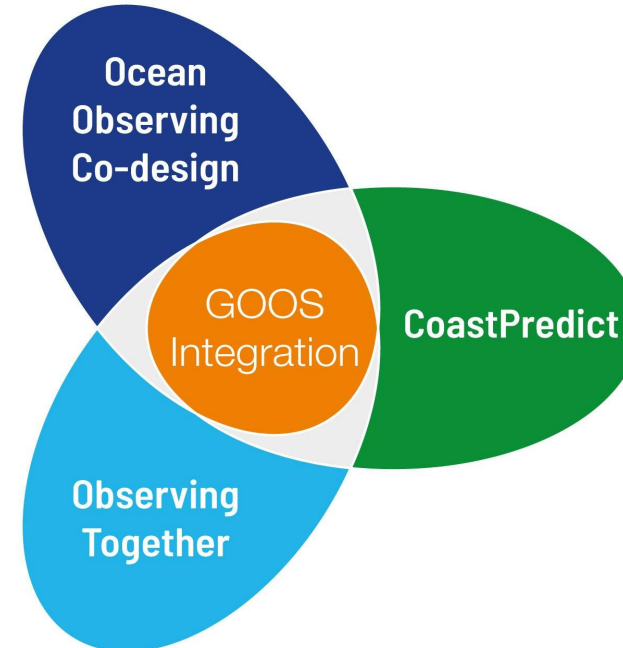 Ocean
Observing
Co-design
GOOS
Integration
CoastPredict
Observing
Together